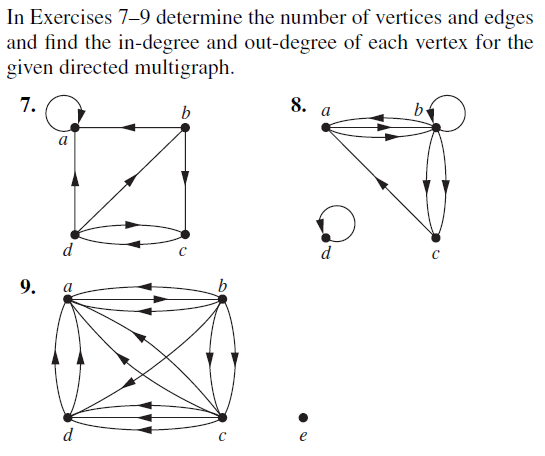 In Exercises 7–9 determine the number of vertices and edges
and find the in-degree and out-degree of each vertex for the
given directed multigraph.
7.
b
a
d
c
8.
a
b
d
c
9.
a
b
d
c
e